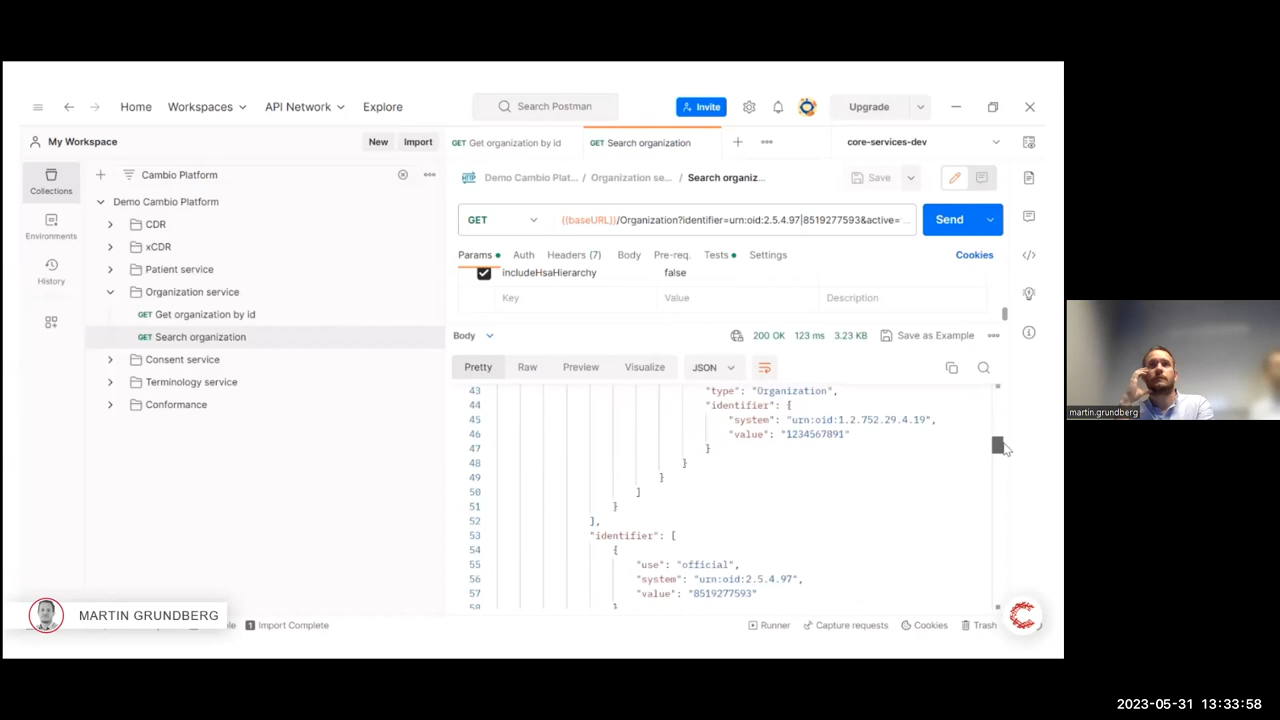 Home Workspaces API Network Explore Search Postman Invite Upgrade
My Workspace New Import GET Get organization by id GET Search organization core-services-dev
Collections
Environments
History
Cambio Platform
Demo Cambio Platform
CDR
xCDR
Patient service
Organization service
GET Get organization by id
GET Search organization
Consent service
Terminology service
Conformance
HTTP Demo Cambio Plat... / Organization se... / Search organiz... Save
GET {{baseURL}}/Organization?identifier=urn:oid:2.5.4.97|8519277593&active=... Send
Params Auth Headers (7) Body Pre-req. Tests Settings Cookies
includeHsaHierarchy false
Key Value Description
Body 200 OK 123 ms 3.23 KB Save as Example
Pretty Raw Preview Visualize JSON
43 "type": "Organization",
44 "identifier": {
45 "system": "urn:oid:1.2.752.29.4.19",
46 "value": "1234567891"
47 }
48 }
49 }
50 ]
51 }
52 ],
53 "identifier": [
54 {
55 "use": "official",
56 "system": "urn:oid:2.5.4.97",
57 "value": "8519277593"
58 }
MARTIN GRUNDBERG
1 Import Complete Runner Capture requests Cookies Trash
martin.grundberg
2023-05-31 13:33:58